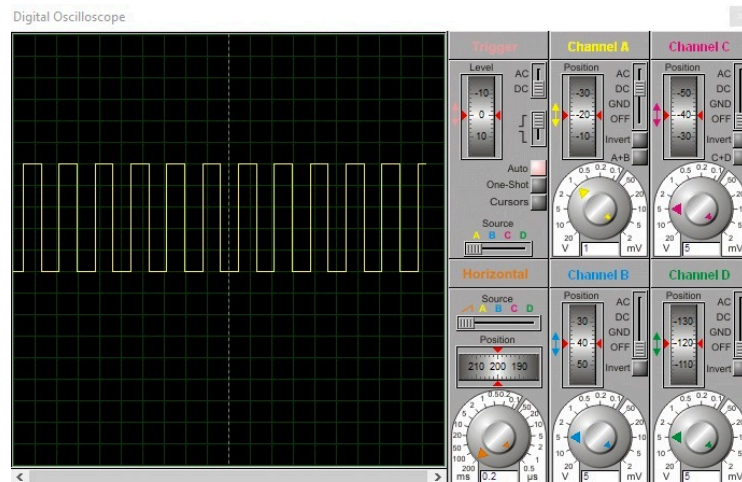 Digital Oscilloscope
Trigger
Level
AC
DC
-10
0
10
Auto
One-Shot
Cursors
Source
A B C D
Channel A
Position
AC
DC
GND
OFF
-30
-20
-10
Invert
A+B
V
1
mV
Channel C
Position
AC
DC
GND
OFF
-50
-40
-30
Invert
C+D
V
5
mV
Horizontal
Source
A B C D
Position
210 200 190
ms
0.2
µs
Channel B
Position
AC
DC
GND
OFF
30
40
50
Invert
V
5
mV
Channel D
Position
AC
DC
GND
OFF
-130
-120
-110
Invert
V
5
mV